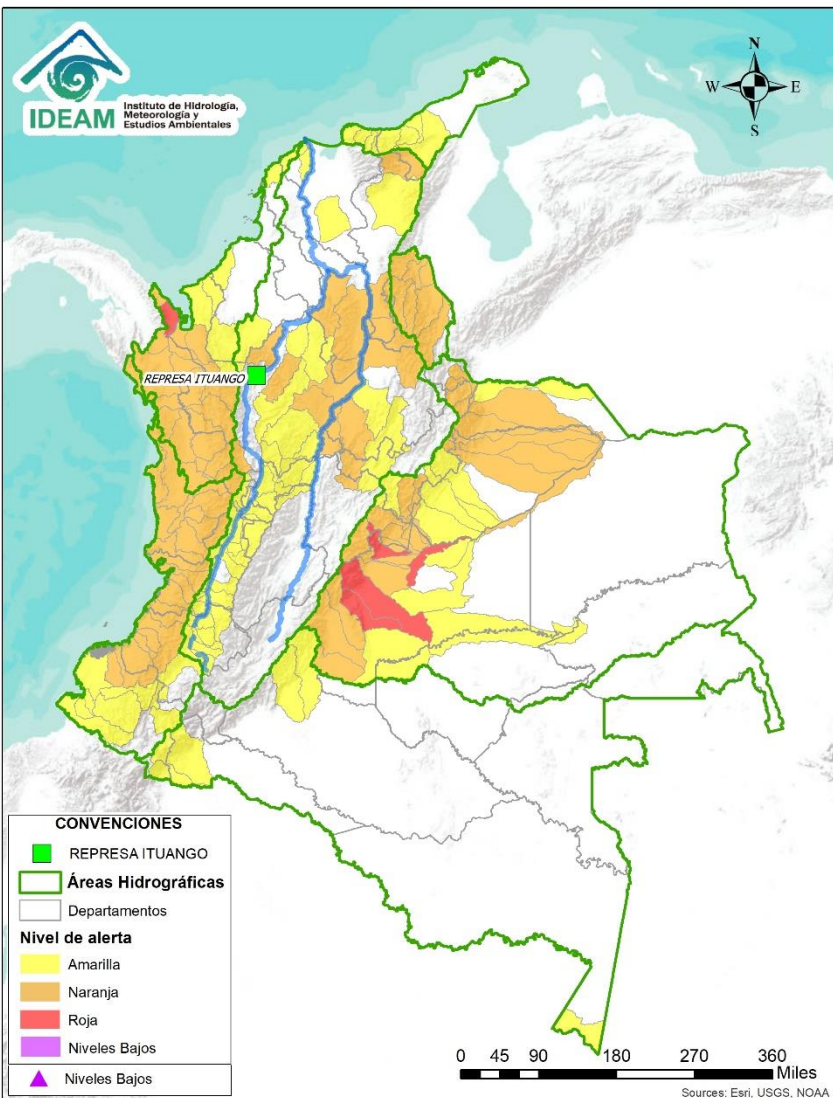 IDEAM
Instituto de Hidrología,
Meteorología y
Estudios Ambientales
N
W
E
S
REPRESA ITUANGO
CONVENCIONES
REPRESA ITUANGO
Áreas Hidrográficas
Departamentos
Nivel de alerta
Amarilla
Naranja
Roja
Niveles Bajos
Niveles Bajos
0 45 90 180 270 360
Miles
Sources: Esri, USGS, NOAA